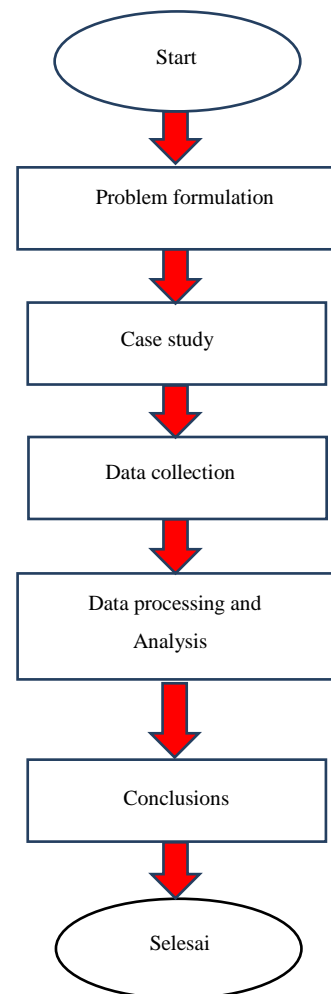 Start
Problem formulation
Case study
Data collection
Data processing and
Analysis
Conclusions
Selesai